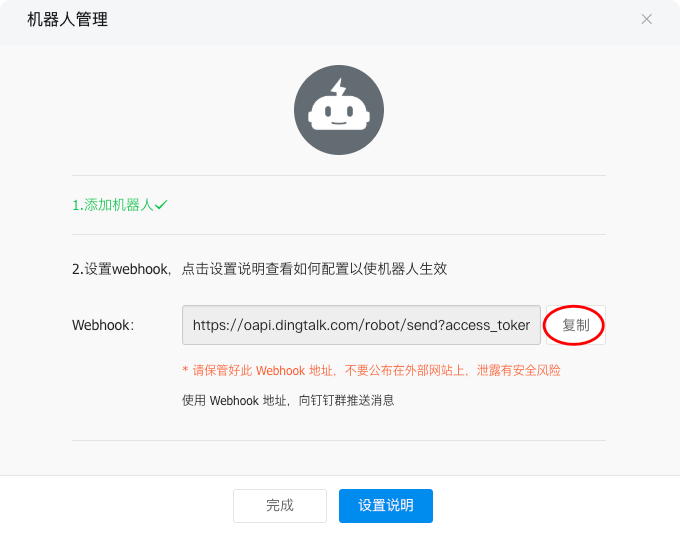 机器人管理
1.添加机器人
2.设置webhook，点击设置说明查看如何配置以使机器人生效
Webhook:
https://oapi.dingtalk.com/robot/send?access_token
复制
* 请保管好此 Webhook 地址，不要公布在外部网站上，泄露有安全风险
使用 Webhook 地址，向钉钉群推送消息
完成
设置说明